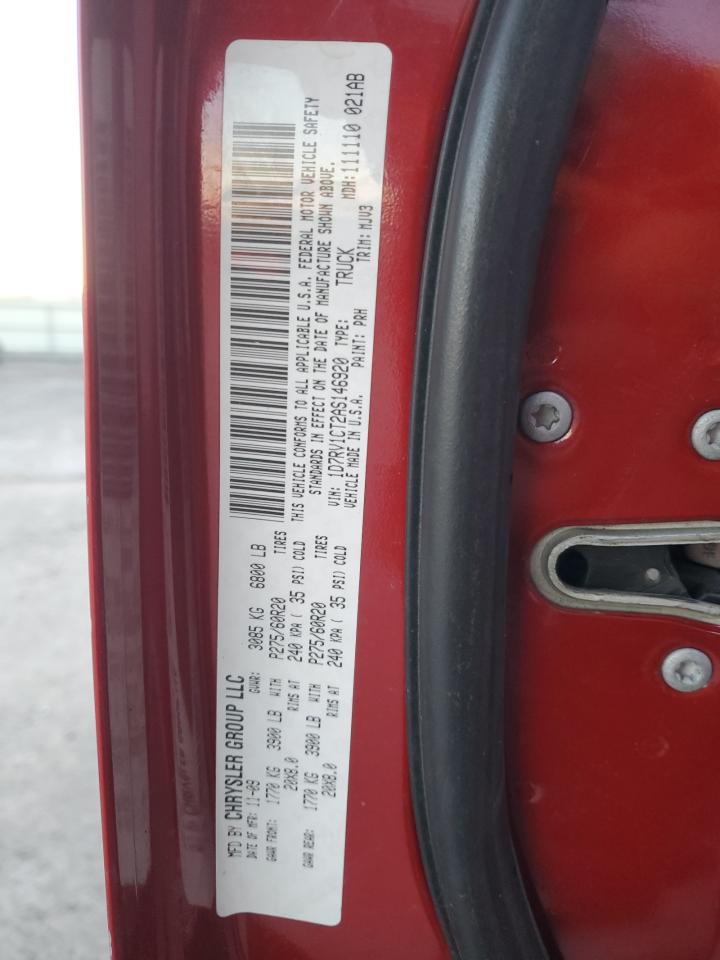 MFD BY CHRYSLER GROUP LLC
DATE OF MFR: 11-09 GVWR: 3085 KG 6800 LB
GAWR FRONT: 1770 KG 3900 LB WITH P275/60R20 TIRES
20X8.0 RIMS AT 240 KPA ( 35 PSI) COLD
GAWR REAR: 1770 KG 3900 LB WITH P275/60R20 TIRES
20X8.0 RIMS AT 240 KPA ( 35 PSI) COLD
THIS VEHICLE CONFORMS TO ALL APPLICABLE U.S.A. FEDERAL MOTOR VEHICLE SAFETY
STANDARDS IN EFFECT ON THE DATE OF MANUFACTURE SHOWN ABOVE.
VIN: 1D7RV1CT2AS146920 TYPE: TRUCK MDH: 111110 021AB
VEHICLE MADE IN U.S.A. PAINT: PRH TRIM: MJV3